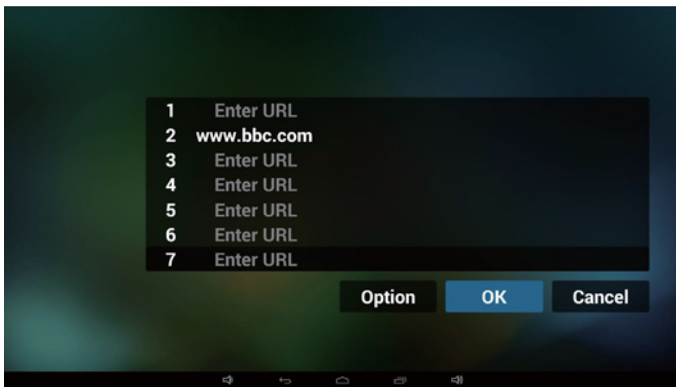 1 Enter URL
2 www.bbc.com
3 Enter URL
4 Enter URL
5 Enter URL
6 Enter URL
7 Enter URL
Option OK Cancel